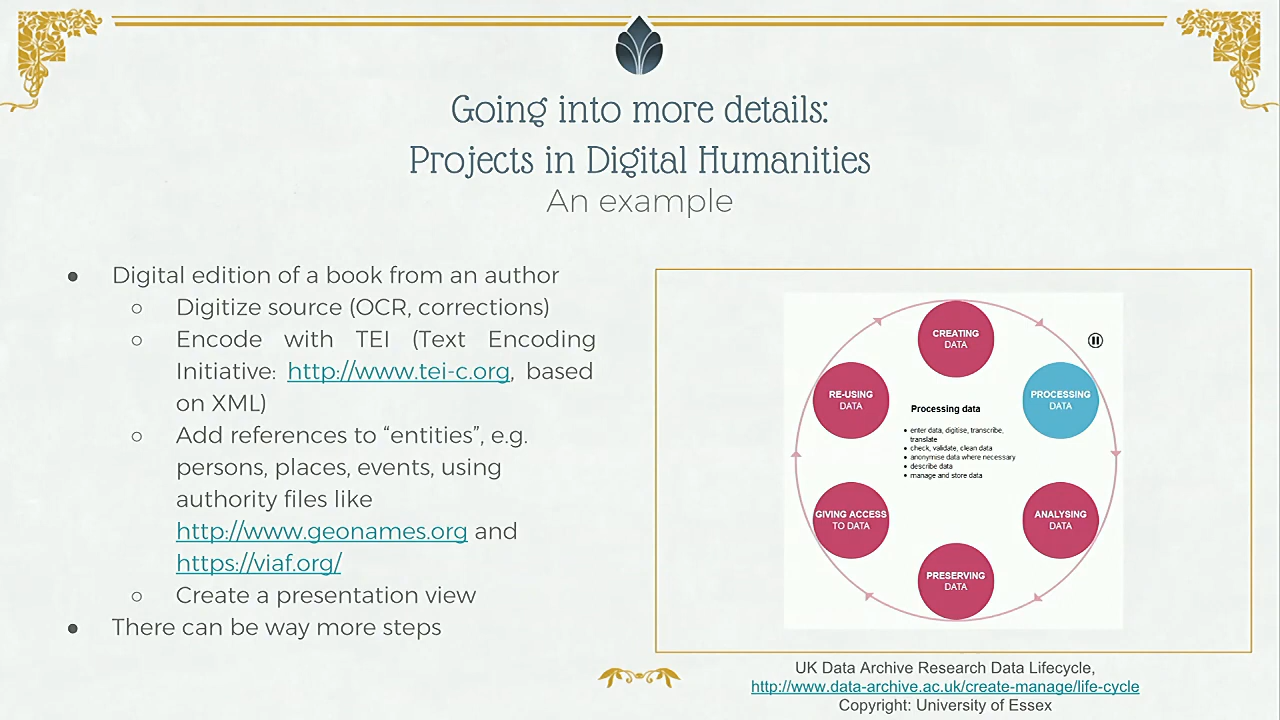 Going into more details:
Projects in Digital Humanities
An example
● Digital edition of a book from an author
○ Digitize source (OCR, corrections)
○ Encode with TEI (Text Encoding
Initiative: http://www.tei-c.org, based
on XML)
○ Add references to “entities”, e.g.
persons, places, events, using
authority files like
http://www.geonames.org and
https://viaf.org/
○ Create a presentation view
● There can be way more steps
CREATING
DATA
PROCESSING
DATA
ANALYSING
DATA
PRESERVING
DATA
GIVING ACCESS
TO DATA
RE-USING
DATA
Processing data
• enter data, digitise, transcribe,
translate
• check, validate, clean data
• anonymise data where necessary
• describe data
• manage and store data
UK Data Archive Research Data Lifecycle,
http://www.data-archive.ac.uk/create-manage/life-cycle
Copyright: University of Essex